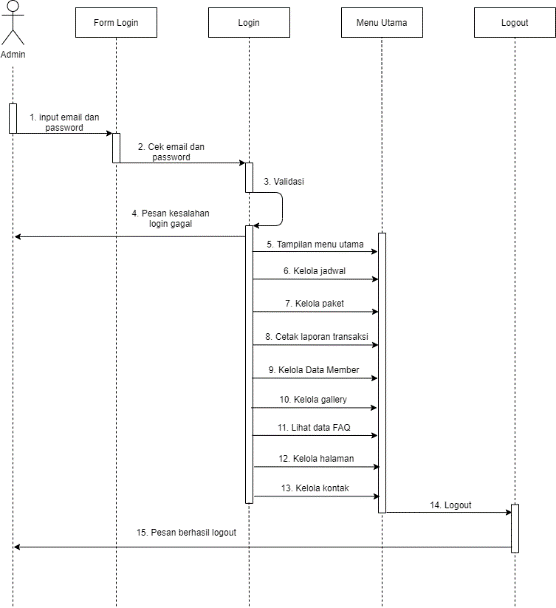 Form Login
Login
Menu Utama
Logout
Admin
1. input email dan
password
2. Cek email dan
password
3. Validasi
4. Pesan kesalahan
login gagal
5. Tampilan menu utama
6. Kelola jadwal
7. Kelola paket
8. Cetak laporan transaksi
9. Kelola Data Member
10. Kelola gallery
11. Lihat data FAQ
12. Kelola halaman
13. Kelola kontak
14. Logout
15. Pesan berhasil logout